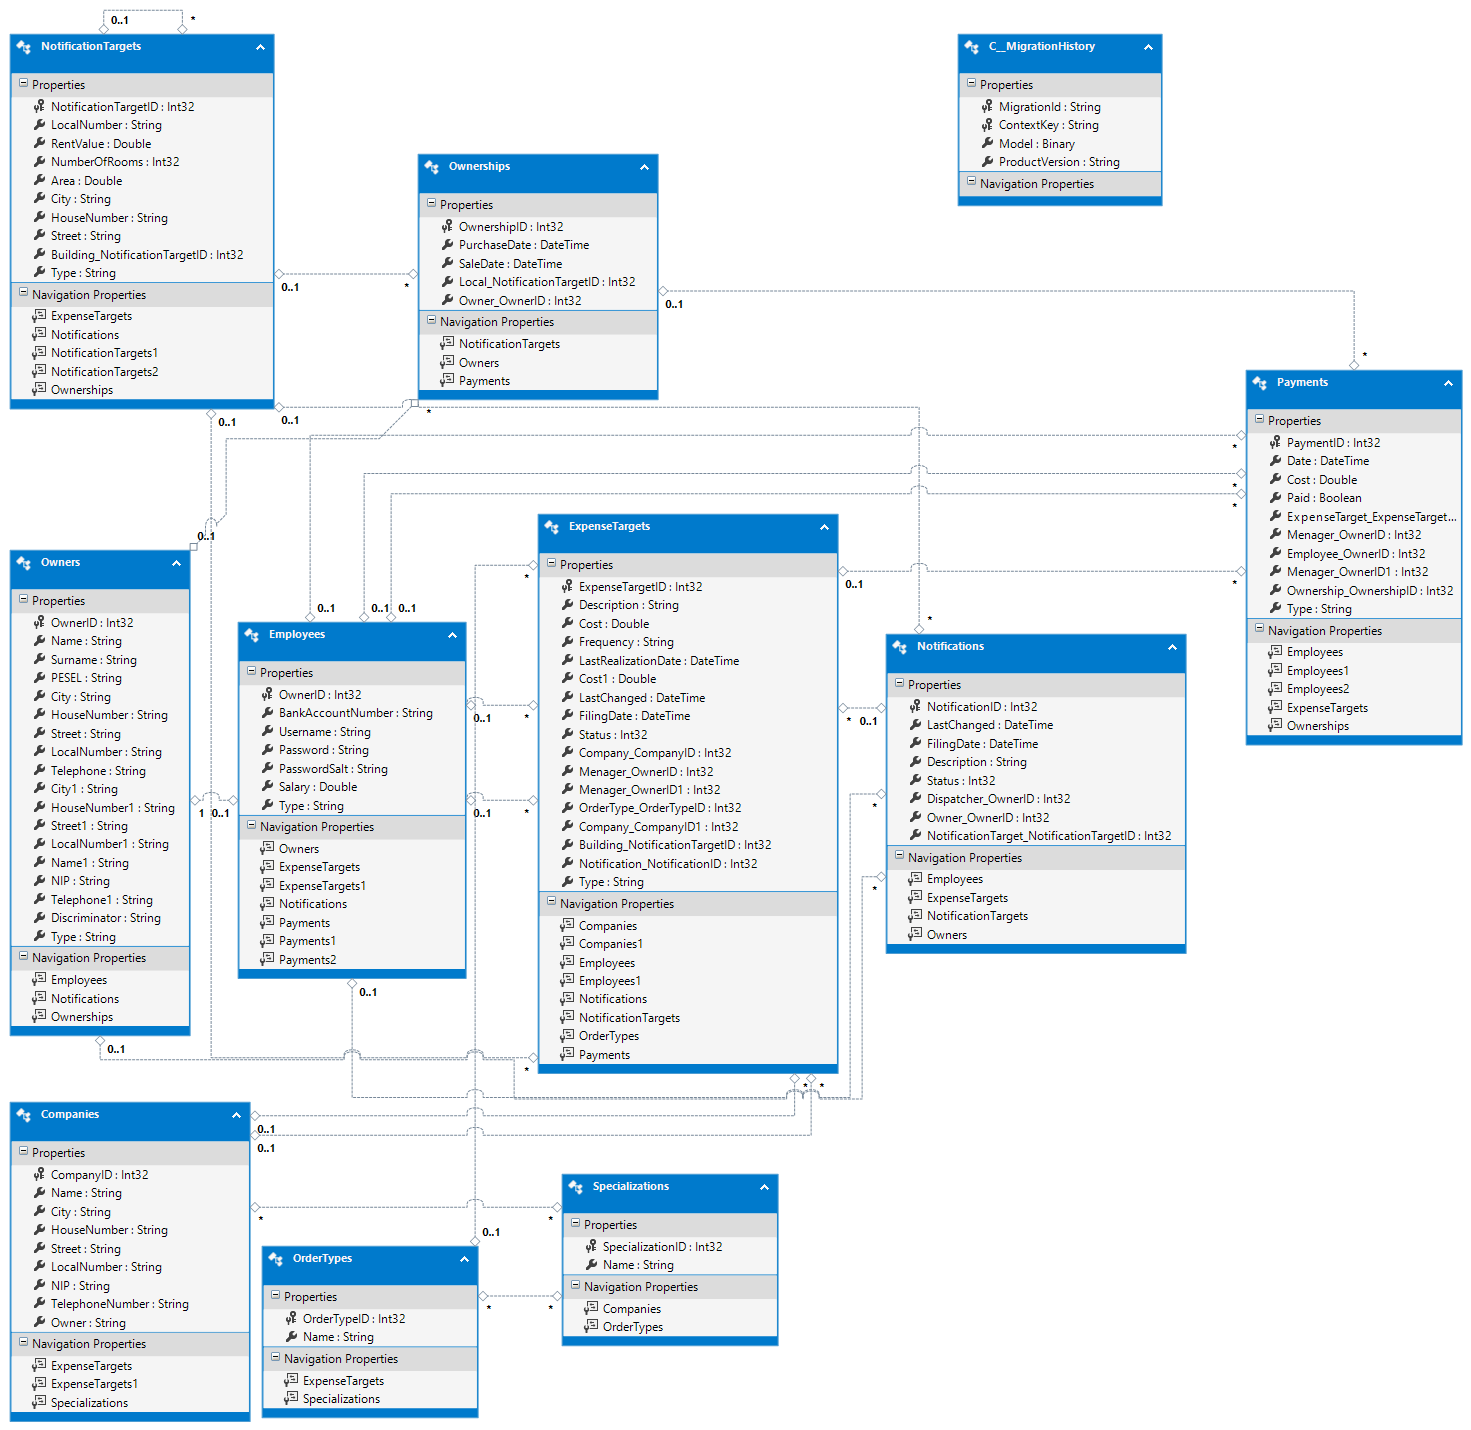 0..1
*
NotificationTargets
Properties
NotificationTargetID : Int32
LocalNumber : String
RentValue : Double
NumberOfRooms : Int32
Area : Double
City : String
HouseNumber : String
Street : String
Building_NotificationTargetID : Int32
Type : String
Navigation Properties
ExpenseTargets
Notifications
NotificationTargets1
NotificationTargets2
Ownerships
0..1
*
0..1
*
0..1
C__MigrationHistory
Properties
MigrationId : String
ContextKey : String
Model : Binary
ProductVersion : String
Navigation Properties
Ownerships
Properties
OwnershipID : Int32
PurchaseDate : DateTime
SaleDate : DateTime
Local_NotificationTargetID : Int32
Owner_OwnerID : Int32
Navigation Properties
NotificationTargets
Owners
Payments
0..1
*
Payments
Properties
PaymentID : Int32
Date : DateTime
Cost : Double
Paid : Boolean
ExpenseTarget_ExpenseTarget...
Menager_OwnerID : Int32
Employee_OwnerID : Int32
Menager_OwnerID1 : Int32
Ownership_OwnershipID : Int32
Type : String
Navigation Properties
Employees
Employees1
Employees2
ExpenseTargets
Ownerships
*
*
*
*
0..1
Owners
Properties
OwnerID : Int32
Name : String
Surname : String
PESEL : String
City : String
HouseNumber : String
Street : String
LocalNumber : String
Telephone : String
City1 : String
HouseNumber1 : String
Street1 : String
LocalNumber1 : String
Name1 : String
NIP : String
Telephone1 : String
Discriminator : String
Type : String
Navigation Properties
Employees
Notifications
Ownerships
1
0..1
0..1
0..1
0..1
0..1
Employees
Properties
OwnerID : Int32
BankAccountNumber : String
Username : String
Password : String
PasswordSalt : String
Salary : Double
Type : String
Navigation Properties
Owners
ExpenseTargets
ExpenseTargets1
Notifications
Payments
Payments1
Payments2
0..1
0..1
*
0..1
*
*
ExpenseTargets
Properties
ExpenseTargetID : Int32
Description : String
Cost : Double
Frequency : String
LastRealizationDate : DateTime
Cost1 : Double
LastChanged : DateTime
FilingDate : DateTime
Status : Int32
Company_CompanyID : Int32
Menager_OwnerID : Int32
Menager_OwnerID1 : Int32
OrderType_OrderTypeID : Int32
Company_CompanyID1 : Int32
Building_NotificationTargetID : Int32
Notification_NotificationID : Int32
Type : String
Navigation Properties
Companies
Companies1
Employees
Employees1
Notifications
NotificationTargets
OrderTypes
Payments
*
*
*
0..1
*
0..1
*
Notifications
Properties
NotificationID : Int32
LastChanged : DateTime
FilingDate : DateTime
Description : String
Status : Int32
Dispatcher_OwnerID : Int32
Owner_OwnerID : Int32
NotificationTarget_NotificationTargetID : Int32
Navigation Properties
Employees
ExpenseTargets
NotificationTargets
Owners
*
*
Companies
Properties
CompanyID : Int32
Name : String
City : String
HouseNumber : String
Street : String
LocalNumber : String
NIP : String
TelephoneNumber : String
Owner : String
Navigation Properties
ExpenseTargets
ExpenseTargets1
Specializations
0..1
0..1
*
*
0..1
OrderTypes
Properties
OrderTypeID : Int32
Name : String
Navigation Properties
ExpenseTargets
Specializations
*
*
Specializations
Properties
SpecializationID : Int32
Name : String
Navigation Properties
Companies
OrderTypes